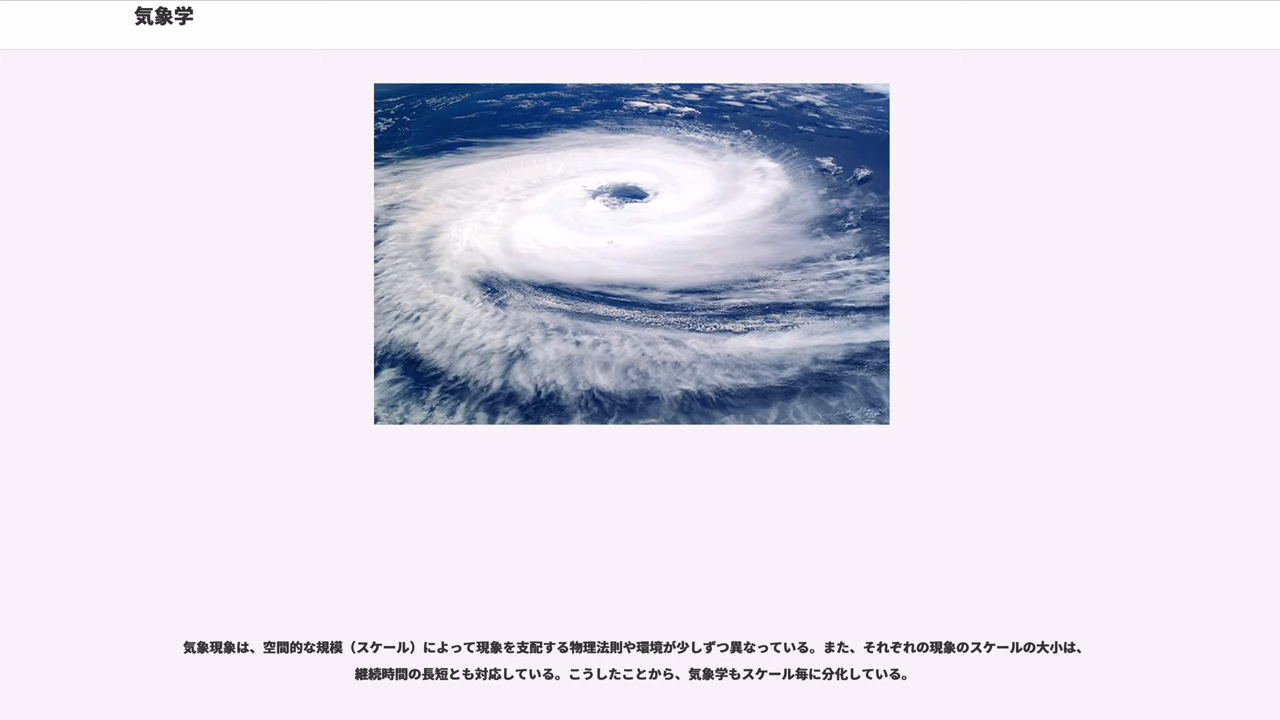 気象学
気象現象は、空間的な規模（スケール）によって現象を支配する物理法則や環境が少しずつ異なっている。また、それぞれの現象のスケールの大小は、
継続時間の長短とも対応している。こうしたことから、気象学もスケール毎に分化している。